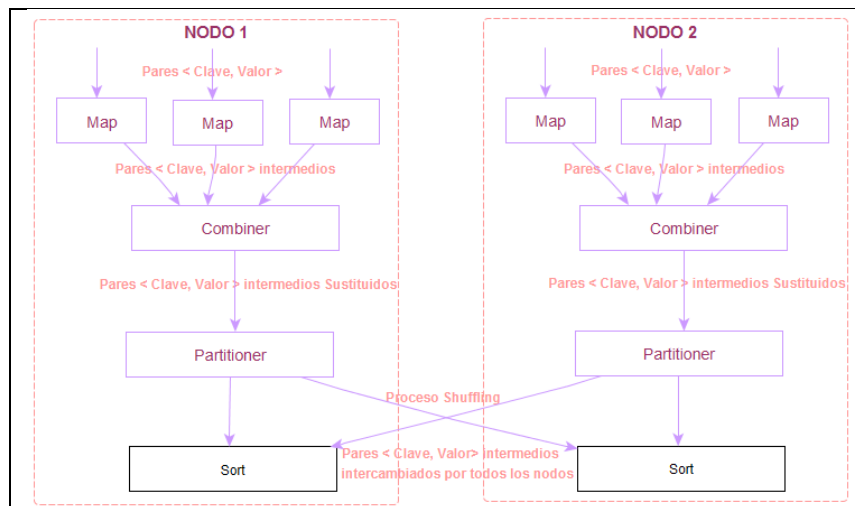 NODO 1
NODO 2
Pares < Clave, Valor >
Pares < Clave, Valor>
Map
Map
Map
Map
Map
Map
Pares < Clave, Valor > intermedios
Pares < Clave, Valor > intermedios
Combiner
Combiner
Pares < Clave, Valor > intermedios Sustituidos
Pares < Clave, Valor > intermedios Sustituidos
Partitioner
Partitioner
Proceso Shuffling
Pares < Clave, Valor> intermedios
intercambiados por todos los nodos
Sort
Sort